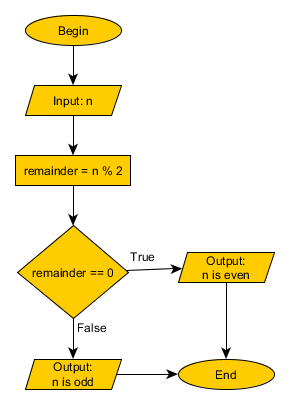 Begin
Input: n
remainder = n % 2
remainder == 0
True
Output:
n is even
False
Output:
n is odd
End